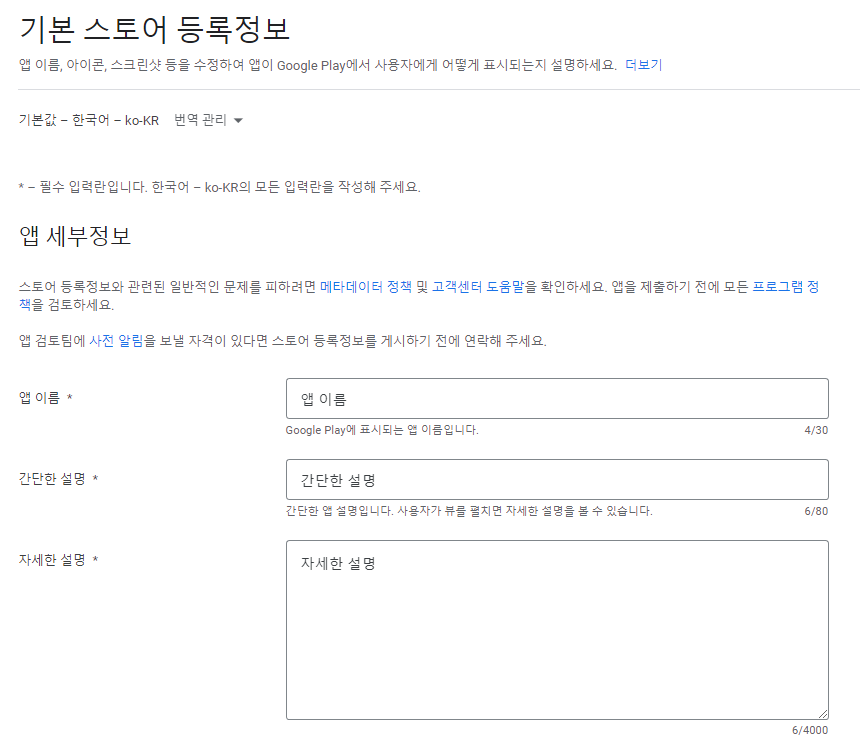 기본 스토어 등록정보
앱 이름, 아이콘, 스크린샷 등을 수정하여 앱이 Google Play에서 사용자에게 어떻게 표시되는지 설명하세요. 더보기
기본값 – 한국어 – ko-KR 번역 관리
* – 필수 입력란입니다. 한국어 – ko-KR의 모든 입력란을 작성해 주세요.
앱 세부정보
스토어 등록정보와 관련된 일반적인 문제를 피하려면 메타데이터 정책 및 고객센터 도움말을 확인하세요. 앱을 제출하기 전에 모든 프로그램 정
책을 검토하세요.
앱 검토팀에 사전 알림을 보낼 자격이 있다면 스토어 등록정보를 게시하기 전에 연락해 주세요.
앱 이름 *
앱 이름
Google Play에 표시되는 앱 이름입니다. 4/30
간단한 설명 *
간단한 설명
간단한 앱 설명입니다. 사용자가 뷰를 펼치면 자세한 설명을 볼 수 있습니다. 6/80
자세한 설명 *
자세한 설명
6/4000